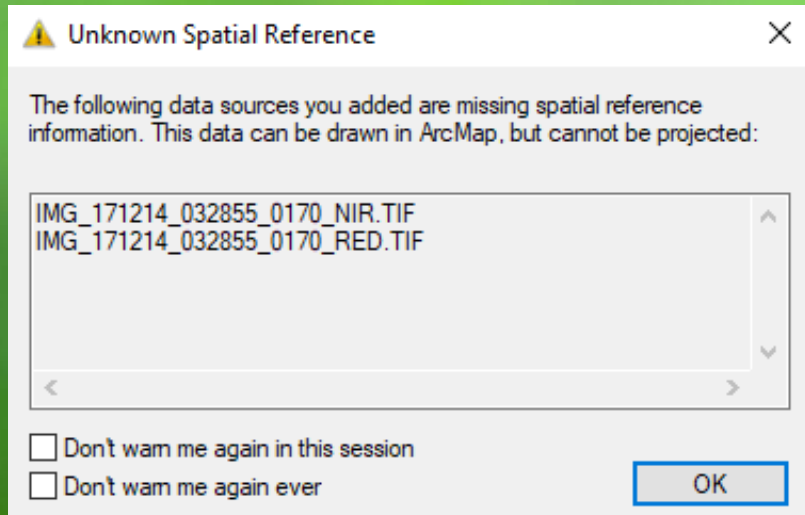 Unknown Spatial Reference
The following data sources you added are missing spatial reference
information. This data can be drawn in ArcMap, but cannot be projected:
IMG_171214_032855_0170_NIR.TIF
IMG_171214_032855_0170_RED.TIF
Don't warn me again in this session
Don't warn me again ever
OK